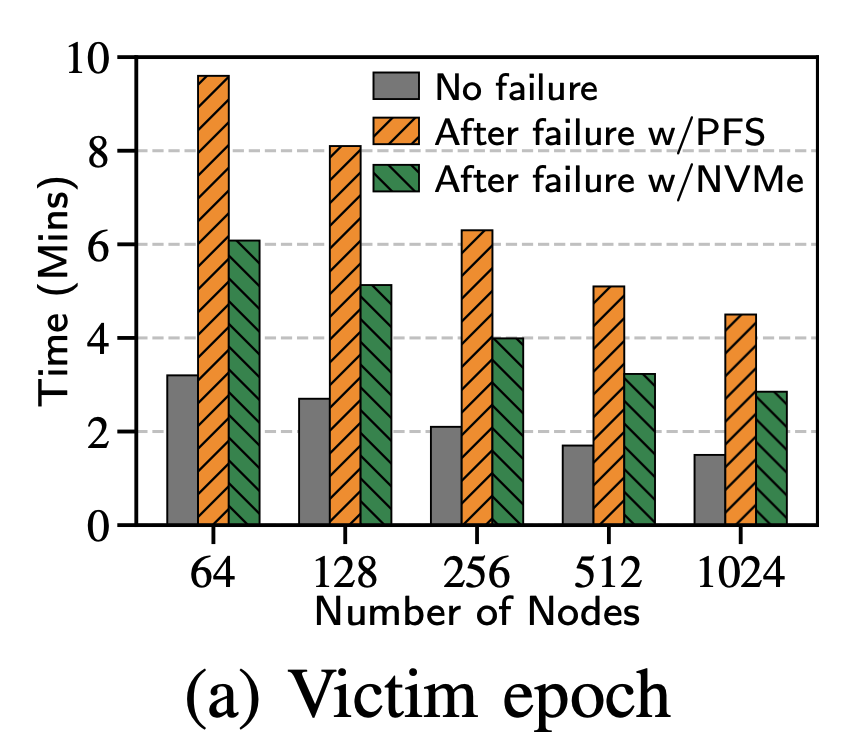 10
8
6
4
2
0
Time (Mins)
No failure
After failure w/PFS
After failure w/NVMe
64 128 256 512 1024
Number of Nodes
(a) Victim epoch